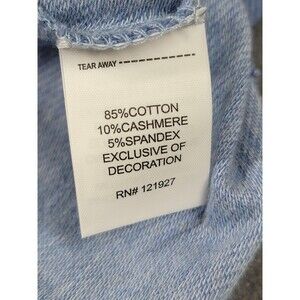 TEAR AWAY -----------
85%COTTON
10%CASHMERE
5%SPANDEX
EXCLUSIVE OF
DECORATION
RN# 121927